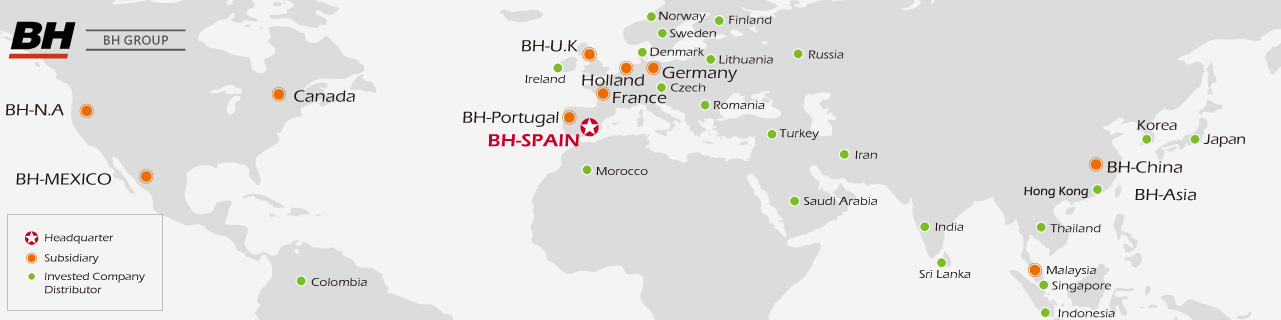 BH
BH GROUP
Norway
Finland
Sweden
BH-U.K
Denmark
Lithuania
Russia
Ireland
Holland
Germany
Czech
Canada
France
BH-N.A
Romania
BH-Portugal
BH-SPAIN
Turkey
Korea
Japan
Iran
BH-China
Morocco
BH-MEXICO
Hong Kong
BH-Asia
Saudi Arabia
India
Thailand
Sri Lanka
Malaysia
Singapore
Colombia
Indonesia
Headquarter
Subsidiary
Invested Company
Distributor